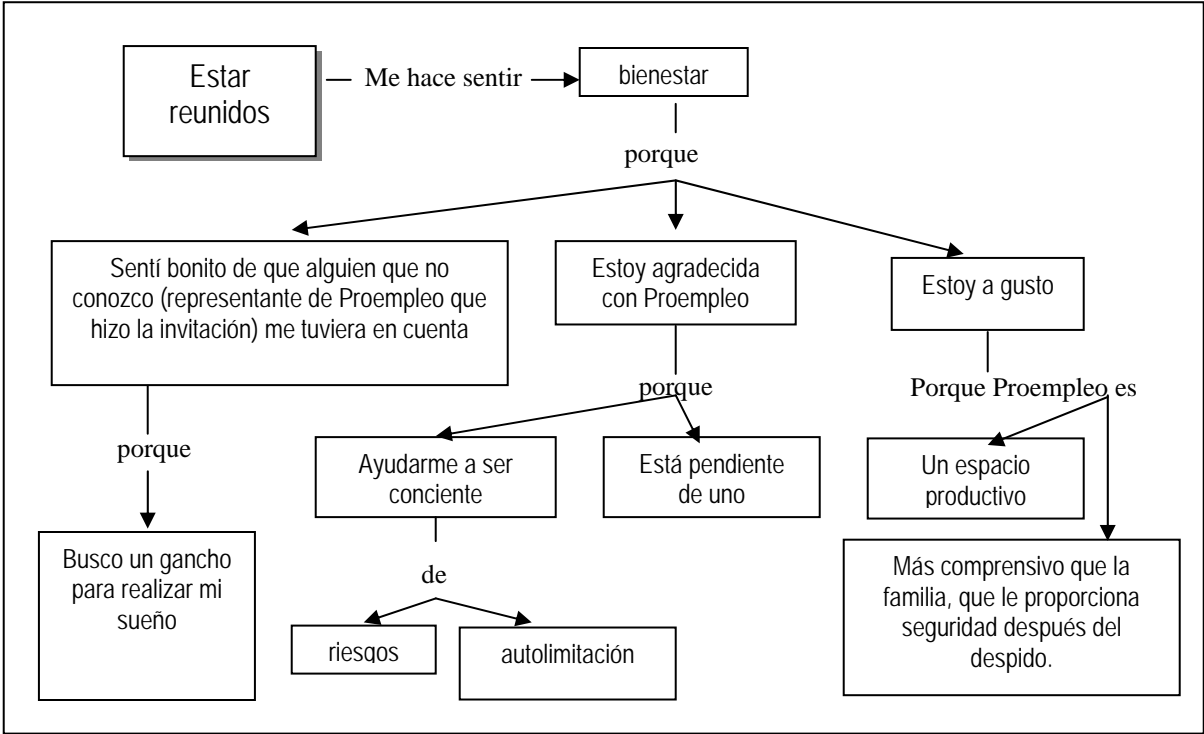 Estar
reunidos
Me hace sentir
bienestar
porque
Sentí bonito de que alguien que no
conozco (representante de Proempleo que
hizo la invitación) me tuviera en cuenta
Estoy agradecida
con Proempleo
Estoy a gusto
porque
porque
Porque Proempleo es
Ayudarme a ser
conciente
Está pendiente
de uno
Un espacio
productivo
Busco un gancho
para realizar mi
sueño
de
Más comprensivo que la
familia, que le proporciona
seguridad después del
despido.
riesgos
autolimitación